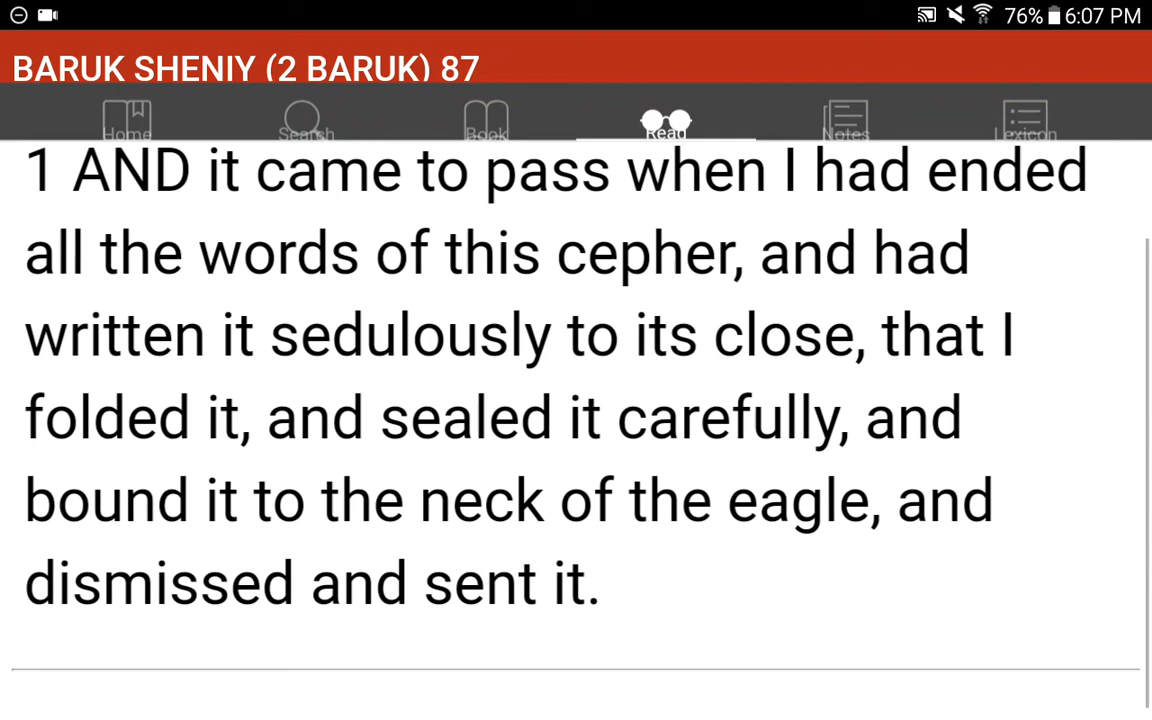 76% 6:07 PM
BARUK SHENIY (2 BARUK) 87
Home Search Book Read Notes Lexicon
1 AND it came to pass when I had ended
all the words of this cepher, and had
written it sedulously to its close, that I
folded it, and sealed it carefully, and
bound it to the neck of the eagle, and
dismissed and sent it.